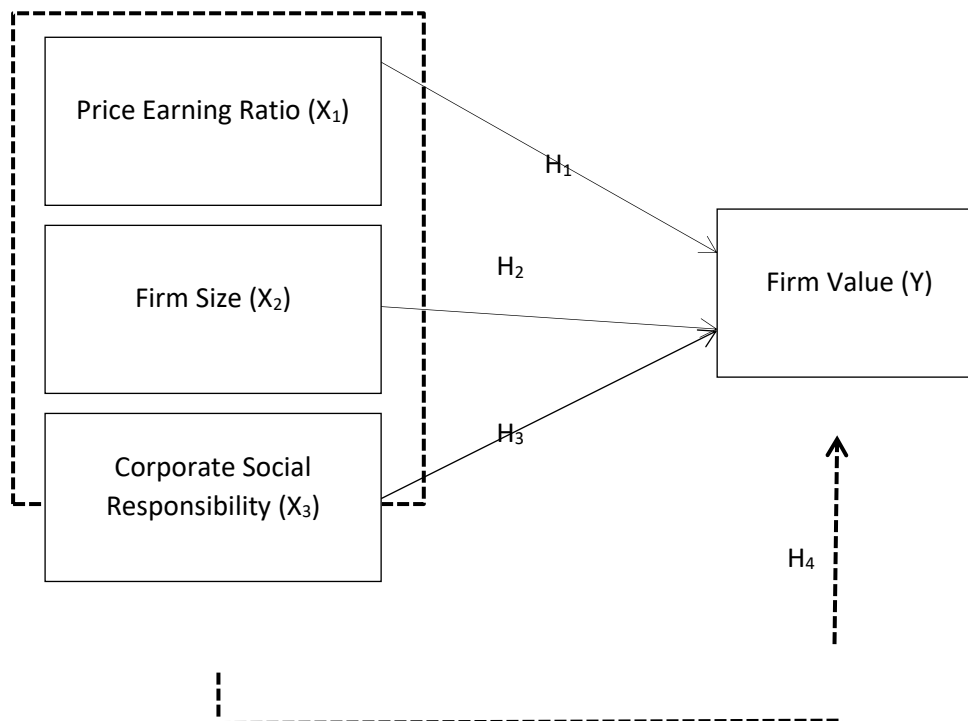 Price Earning Ratio (X₁)
H₁
H₂
Firm Size (X₂)
Firm Value (Y)
H₃
Corporate Social
Responsibility (X₃)
H₄